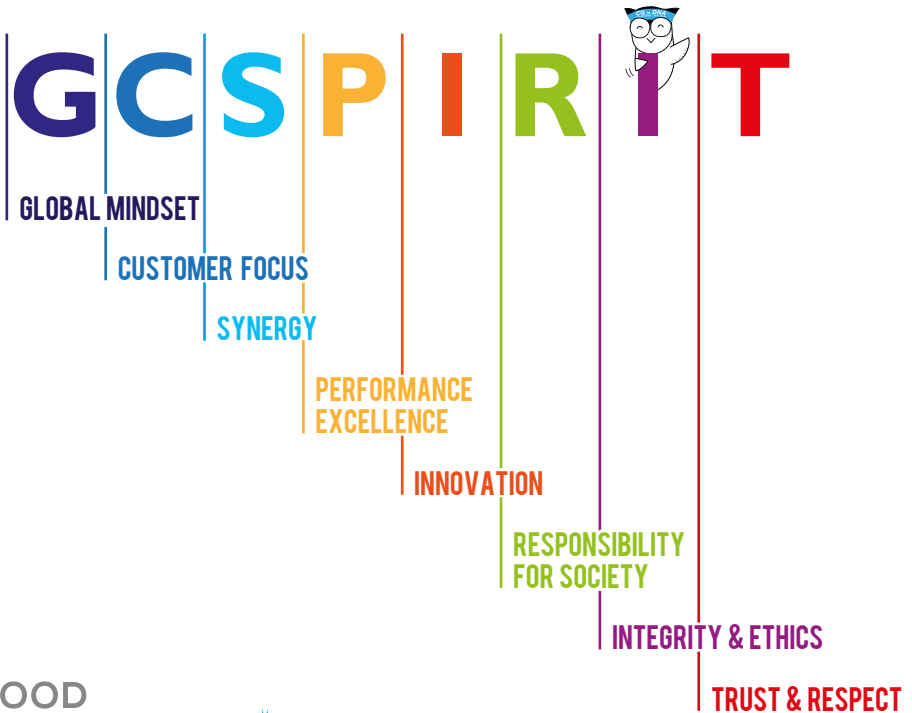 GCSPIRIT
GLOBAL MINDSET
CUSTOMER FOCUS
SYNERGY
PERFORMANCE
EXCELLENCE
INNOVATION
RESPONSIBILITY
FOR SOCIETY
INTEGRITY & ETHICS
TRUST & RESPECT
OOD